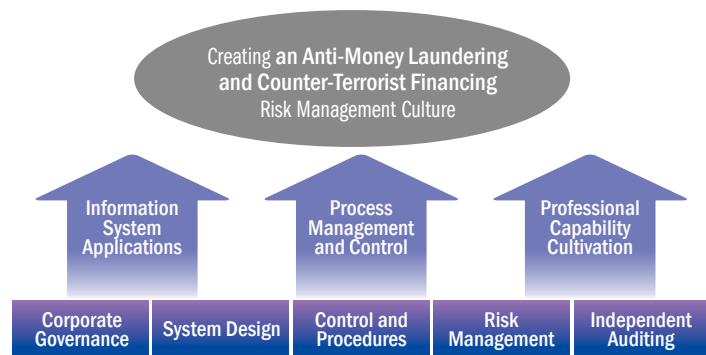 Creating an Anti-Money Laundering
and Counter-Terrorist Financing
Risk Management Culture
Information
System
Applications
Process
Management
and Control
Professional
Capability
Cultivation
Corporate
Governance
System Design
Control and
Procedures
Risk
Management
Independent
Auditing